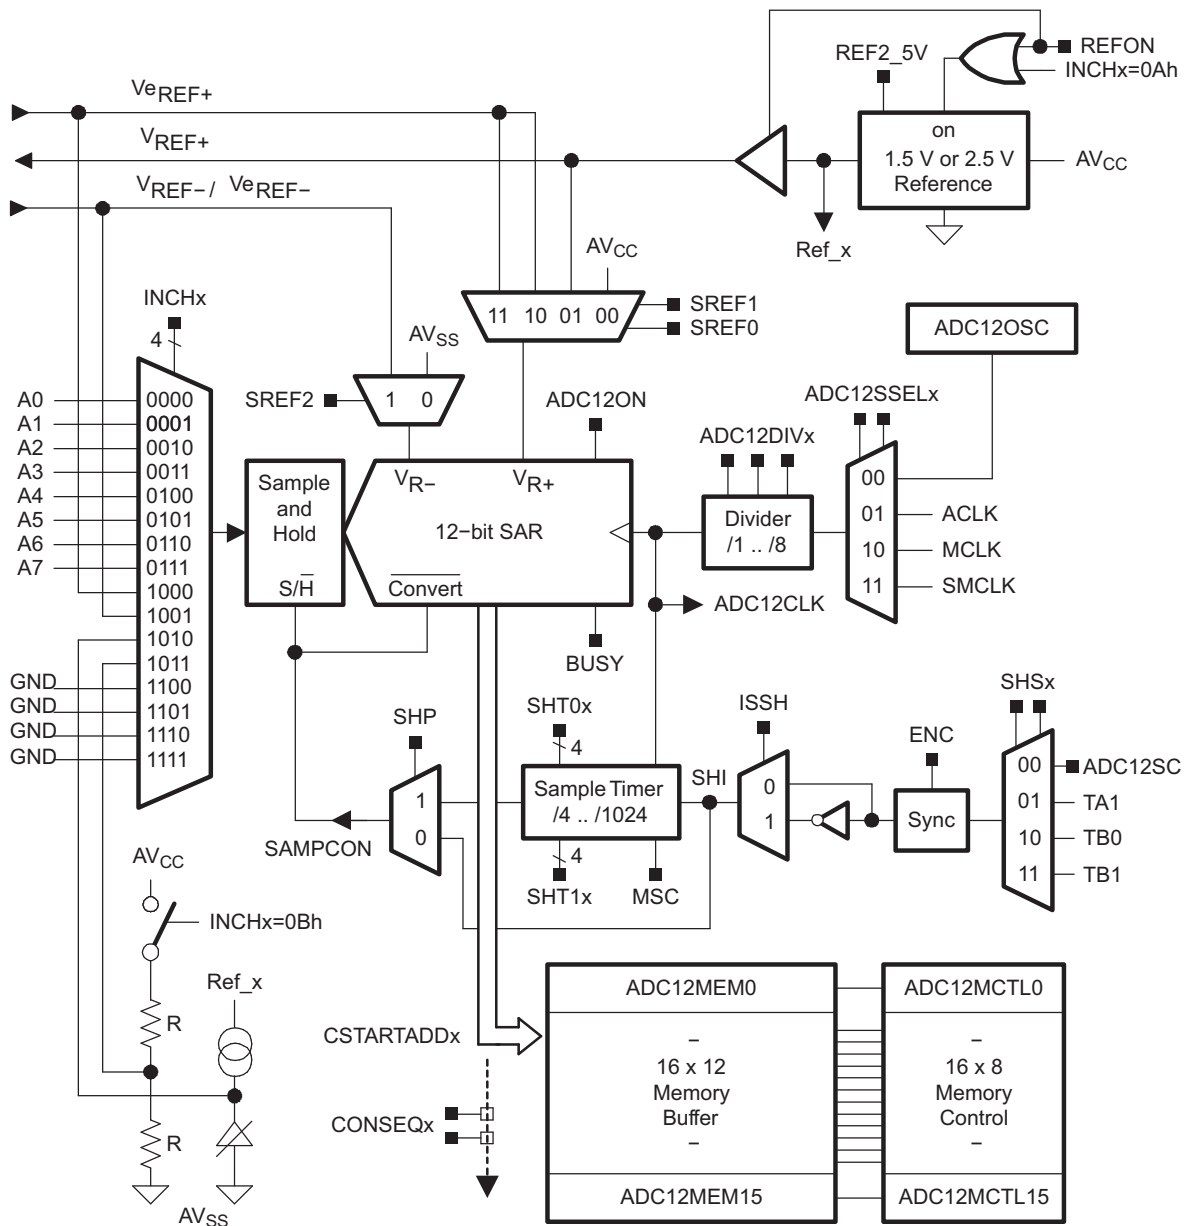 REF2_5V
REFON
INCHx=0Ah
VeREF+
VREF+
VREF− / VeREF−
on
1.5 V or 2.5 V
Reference
AVCC
Ref_x
AVCC
INCHx
4
11 10 01 00
SREF1
SREF0
ADC12OSC
AVSS
SREF2
1 0
ADC12ON
ADC12SSELx
ADC12DIVx
A0
A1
A2
A3
A4
A5
A6
A7
GND
GND
GND
GND
0000
0001
0010
0011
0100
0101
0110
0111
1000
1001
1010
1011
1100
1101
1110
1111
Sample
and
Hold
S/H
VR−
VR+
12−bit SAR
Convert
Divider
/1 .. /8
00
01
10
11
ACLK
MCLK
SMCLK
ADC12CLK
BUSY
SHP
SHT0x
4
ISSH
ENC
SHSx
1
0
SAMPCON
Sample Timer
/4 .. /1024
SHI
0
1
Sync
00
01
10
11
ADC12SC
TA1
TB0
TB1
4
SHT1x
MSC
AVCC
INCHx=0Bh
Ref_x
R
R
AVSS
CSTARTADDx
CONSEQx
ADC12MEM0
–
16 x 12
Memory
Buffer
–
ADC12MEM15
ADC12MCTL0
–
16 x 8
Memory
Control
–
ADC12MCTL15